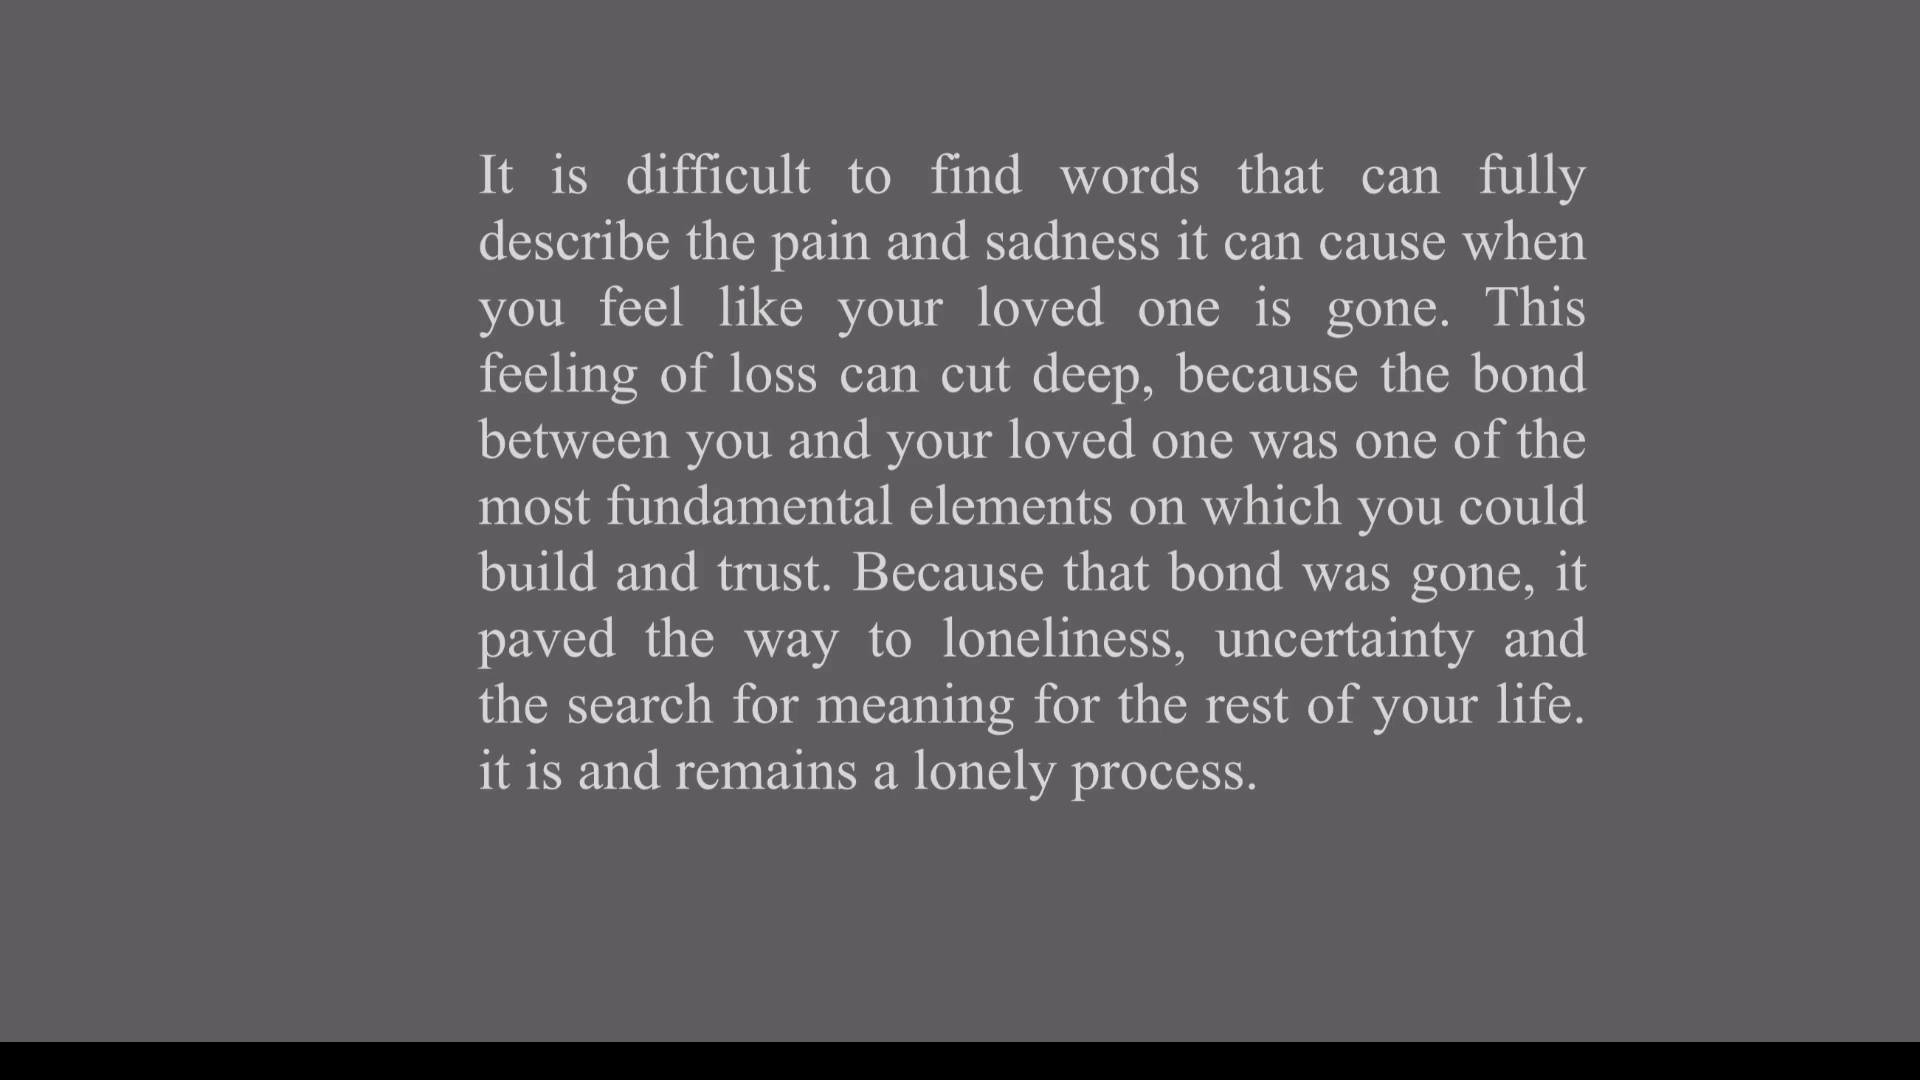 It is difficult to find words that can fully
describe the pain and sadness it can cause when
you feel like your loved one is gone. This
feeling of loss can cut deep, because the bond
between you and your loved one was one of the
most fundamental elements on which you could
build and trust. Because that bond was gone, it
paved the way to loneliness, uncertainty and
the search for meaning for the rest of your life.
it is and remains a lonely process.